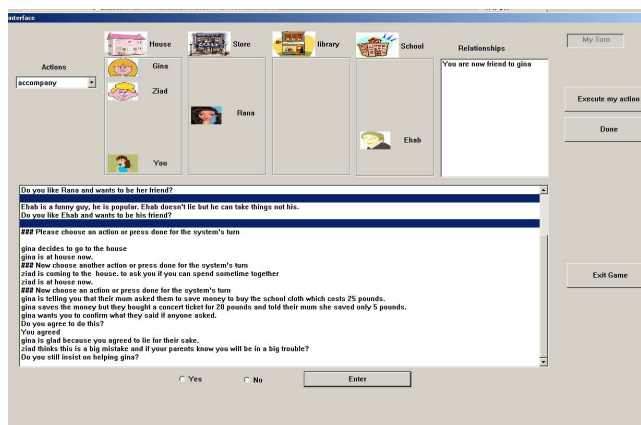 interface
House
Store
library
School
Relationships
My Turn
Actions
accompany
Gina
Ziad
Rana
Ehab
You
You are now friend to gina
Execute my action
Done
Exit Game
Do you like Rana and wants to be her friend?
Ehab is a funny guy, he is popular. Ehab doesn't lie but he can take things not his.
Do you like Ehab and wants to be his friend?
### Please choose an action or press done for the system's turn
gina decides to go to the house
gina is at house now.
### Now choose another action or press done for the system's turn
ziad is coming to the house. to ask you if you can spend sometime together
ziad is at house now.
### Now choose an action or press done for the system's turn
gina is telling you that their mum asked them to save money to buy the school cloth which costs 25 pounds.
gina saves the money but they bought a concert ticket for 20 pounds and told their mum she saved only 5 pounds.
gina wants you to confirm what they said if anyone asked.
Do you agree to do this?
You agreed
gina is glad because you agreed to lie for their sake.
ziad thinks this is a big mistake and if your parents know you will be in a big trouble?
Do you still insist on helping gina?
Yes
No
Enter